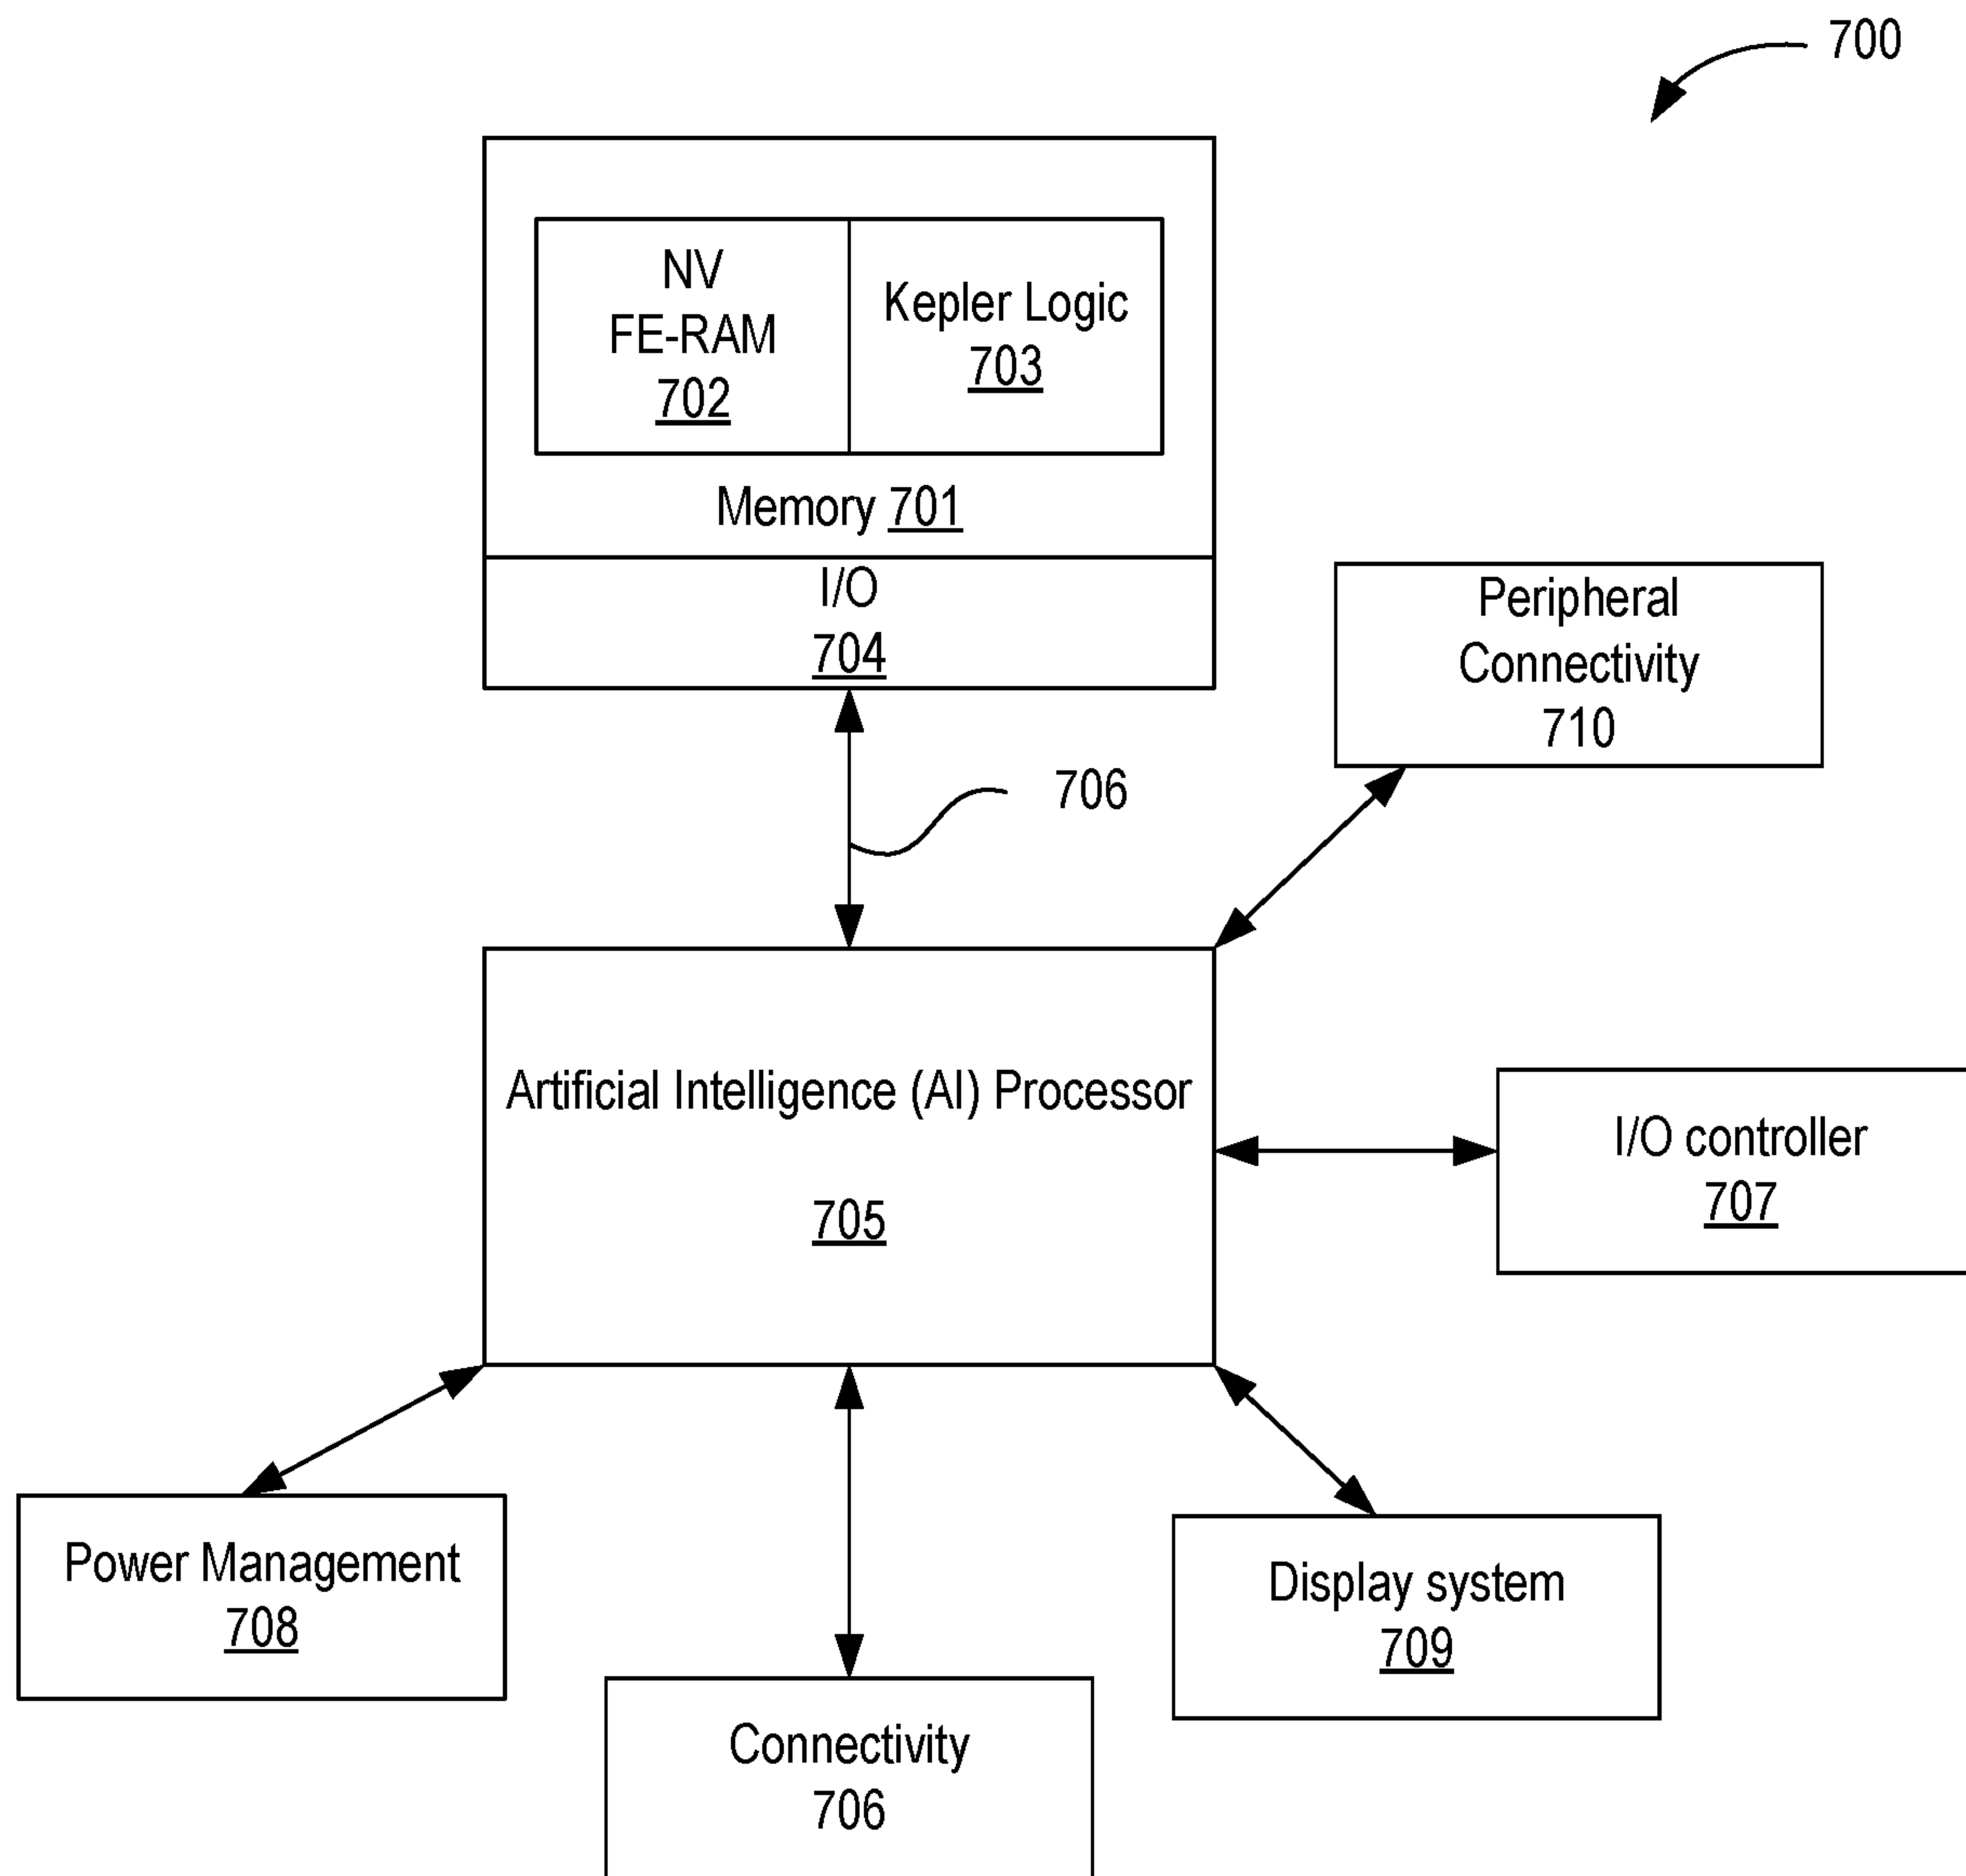 700
NV
FE-RAM
702
Kepler Logic
703
Memory 701
I/O
704
Peripheral
Connectivity
710
706
Artificial Intelligence (AI) Processor
705
I/O controller
707
Power Management
708
Display system
709
Connectivity
706